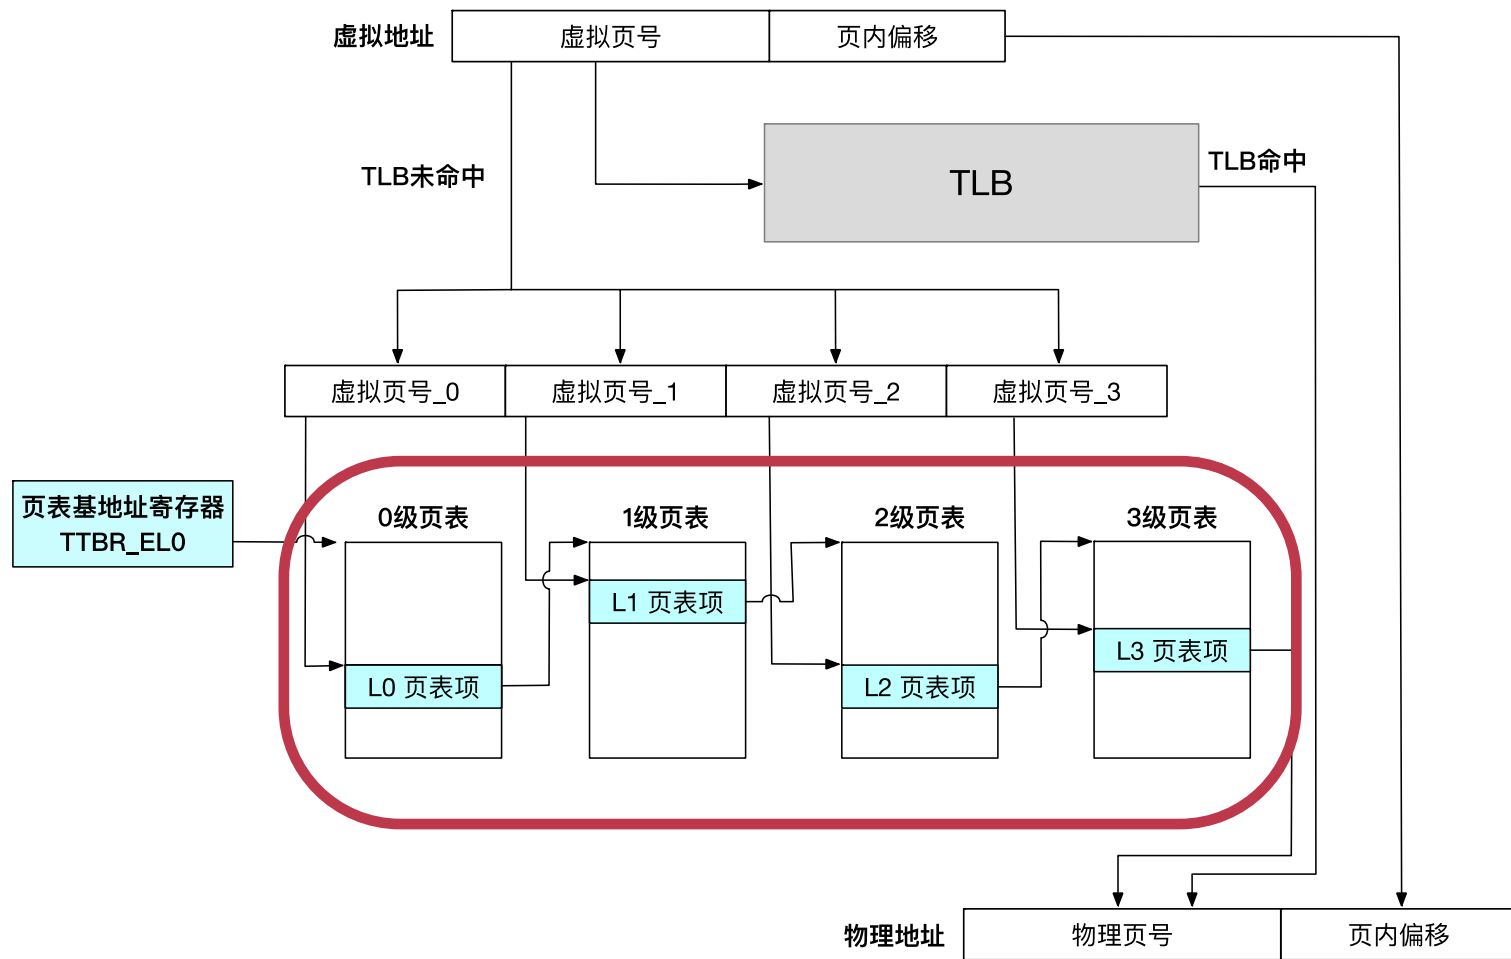 虚拟地址
虚拟页号
页内偏移
TLB未命中
TLB
TLB命中
虚拟页号_0
虚拟页号_1
虚拟页号_2
虚拟页号_3
页表基地址寄存器
TTBR_EL0
0级页表
1级页表
2级页表
3级页表
L0 页表项
L1 页表项
L2 页表项
L3 页表项
物理地址
物理页号
页内偏移